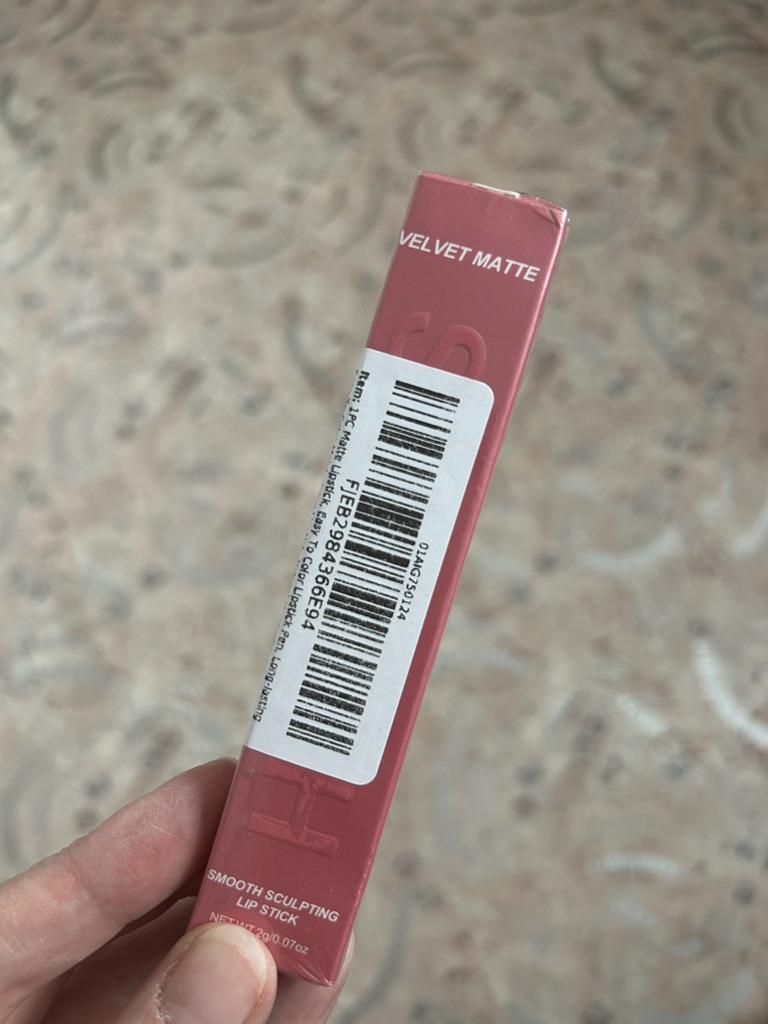 VELVET MATTE
S
Item: 1PC Matte Lipstick, Easy To Color Lipstick Pen, Long-lasting
FJEB2984366E94
01AIG750124
H
SMOOTH SCULPTING
LIP STICK
NET.WT.2g/0.07oz